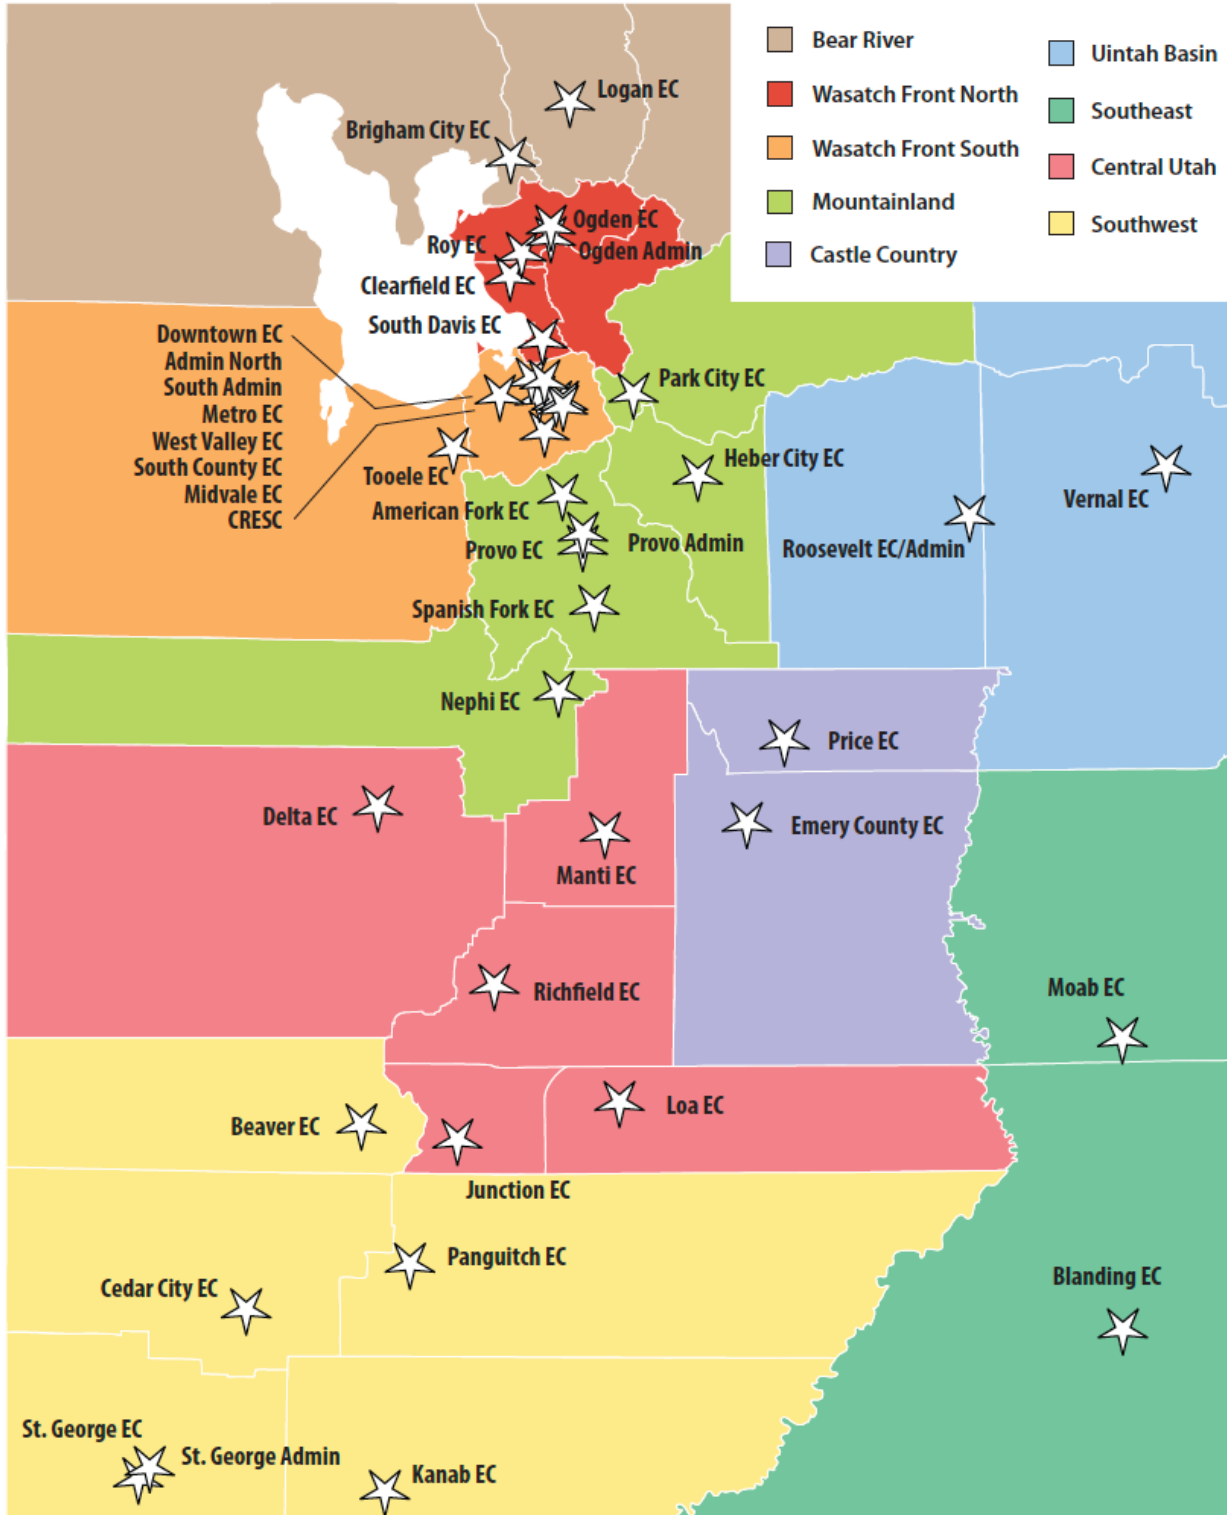 Bear River
Wasatch Front North
Wasatch Front South
Mountainland
Castle Country
Uintah Basin
Southeast
Central Utah
Southwest
Logan EC
Brigham City EC
Ogden EC
Roy EC
Ogden Admin
Clearfield EC
South Davis EC
Downtown EC
Admin North
South Admin
Metro EC
West Valley EC
South County EC
Midvale EC
CRESC
Park City EC
Tooele EC
Heber City EC
American Fork EC
Vernal EC
Provo EC
Provo Admin
Roosevelt EC/Admin
Spanish Fork EC
Nephi EC
Price EC
Delta EC
Emery County EC
Manti EC
Richfield EC
Moab EC
Loa EC
Beaver EC
Junction EC
Panguitch EC
Cedar City EC
Blanding EC
St. George EC
St. George Admin
Kanab EC